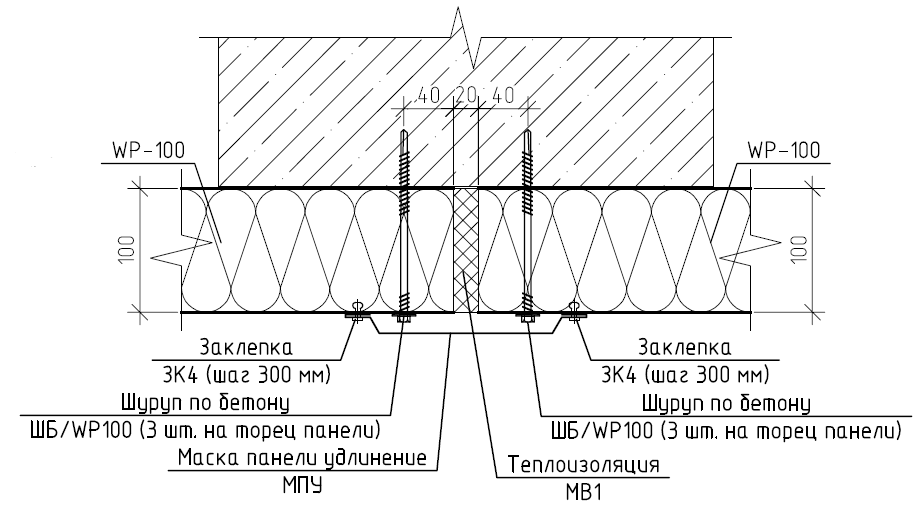 40 20 40
WP-100
WP-100
100
100
Заклепка
ЗК4 (шаг 300 мм)
Заклепка
ЗК4 (шаг 300 мм)
Шуруп по бетону
ШБ/WP100 (3 шт. на торец панели)
Шуруп по бетону
ШБ/WP100 (3 шт. на торец панели)
Маска панели удлинение
МПУ
Теплоизоляция
МВ1